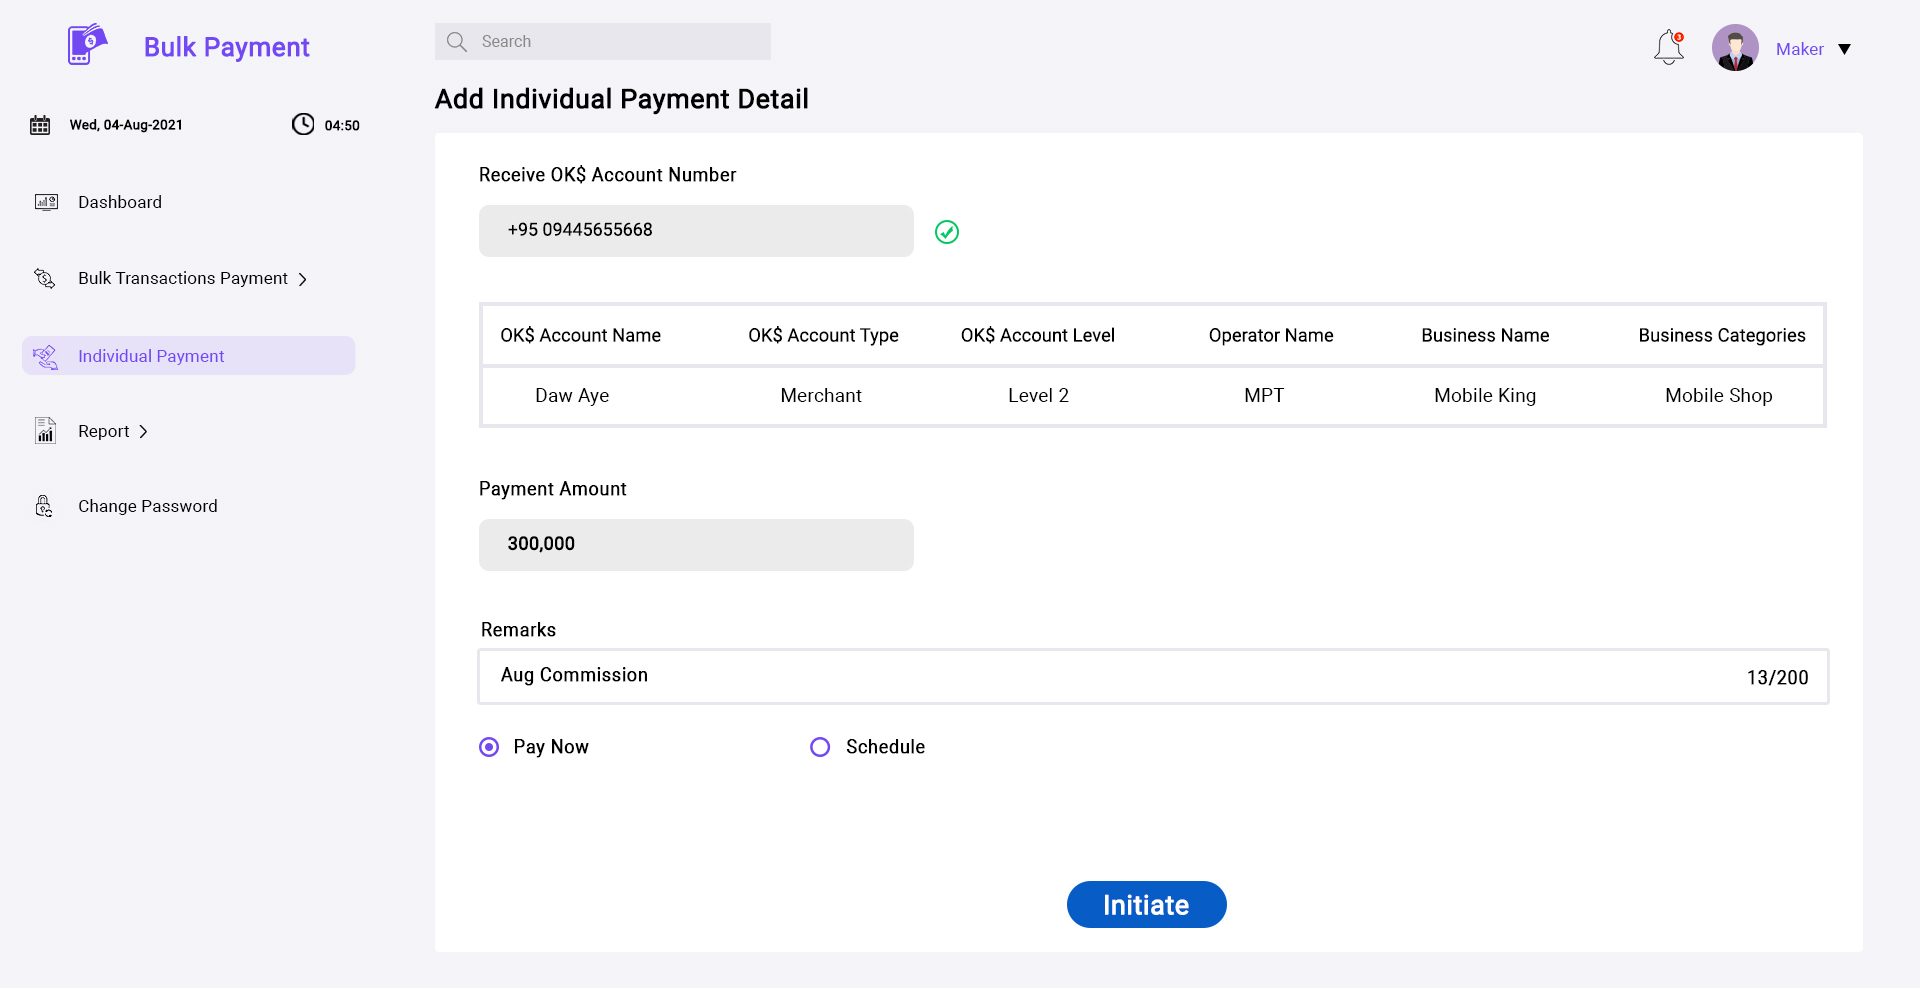 Bulk Payment
Search
3
Maker
Wed, 04-Aug-2021
04:50
Add Individual Payment Detail
Dashboard
Bulk Transactions Payment
Individual Payment
Report
Change Password
Receive OK$ Account Number
+95 09445655668
OK$ Account Name OK$ Account Type OK$ Account Level Operator Name Business Name Business Categories
Daw Aye Merchant Level 2 MPT Mobile King Mobile Shop
Payment Amount
300,000
Remarks
Aug Commission 13/200
Pay Now Schedule
Initiate